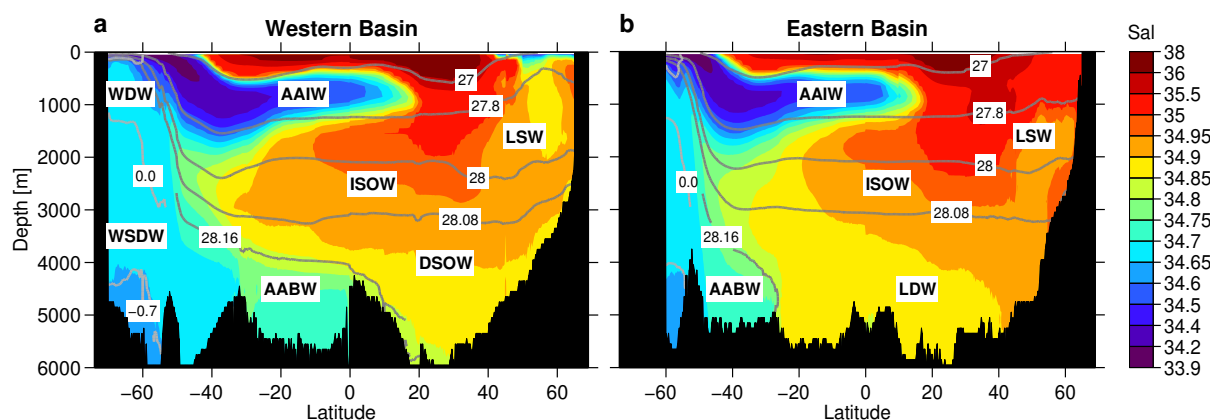 a Western Basin
b Eastern Basin
Sal
Depth [m]
0
1000
2000
3000
4000
5000
6000
WDW
AAIW
27
27.8
LSW
0.0
ISOW
28
28.08
WSDW
28.16
DSOW
AABW
−0.7
−60 −40 −20 0 20 40 60
Latitude
AAIW
27
27.8
LSW
28
0.0
ISOW
28.08
28.16
AABW
LDW
−60 −40 −20 0 20 40 60
Latitude
38
36
35.5
35
34.95
34.9
34.85
34.8
34.75
34.7
34.65
34.6
34.5
34.4
34.2
33.9